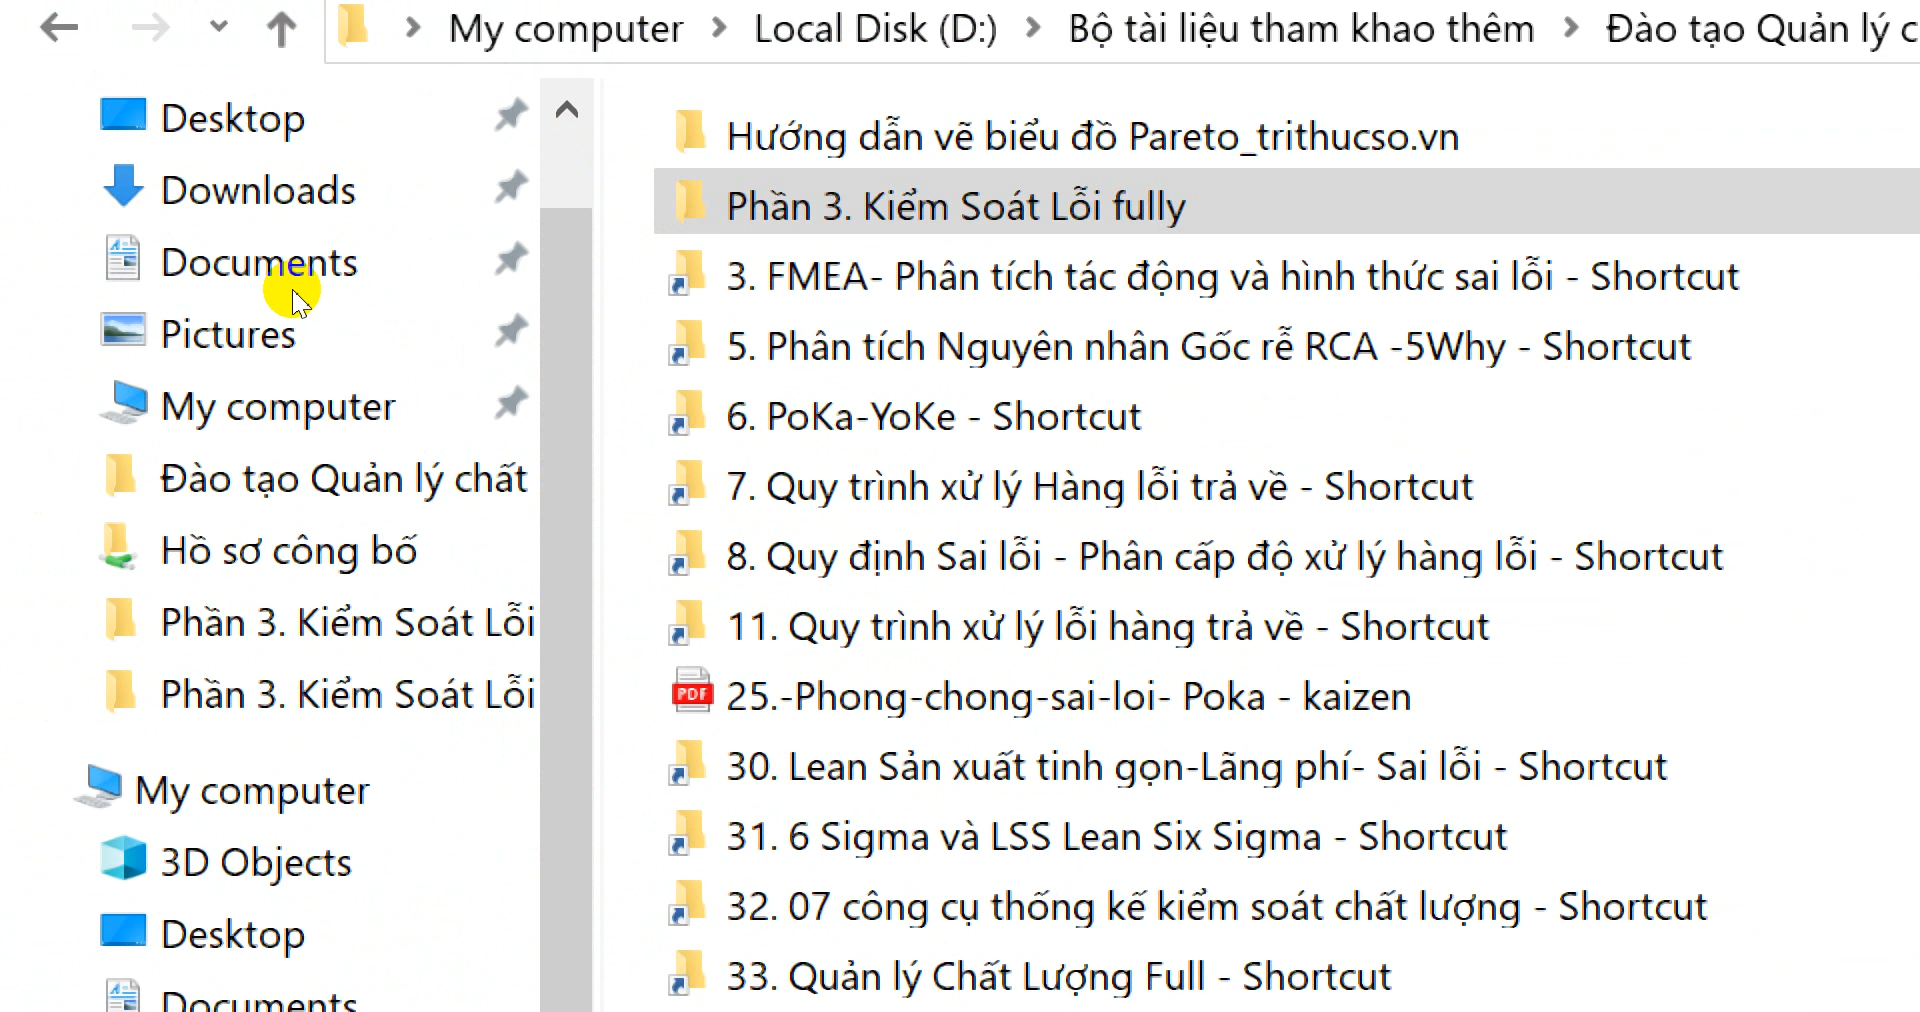 My computer > Local Disk (D:) > Bộ tài liệu tham khao thêm > Đào tạo Quản lý c
Desktop
Downloads
Documents
Pictures
My computer
Đào tạo Quản lý chất
Hồ sơ công bố
Phần 3. Kiểm Soát Lỗi
Phần 3. Kiểm Soát Lỗi
My computer
3D Objects
Desktop
Documents
Hướng dẫn vẽ biểu đồ Pareto_trithucso.vn
Phần 3. Kiểm Soát Lỗi fully
3. FMEA- Phân tích tác động và hình thức sai lỗi - Shortcut
5. Phân tích Nguyên nhân Gốc rễ RCA -5Why - Shortcut
6. PoKa-YoKe - Shortcut
7. Quy trình xử lý Hàng lỗi trả về - Shortcut
8. Quy định Sai lỗi - Phân cấp độ xử lý hàng lỗi - Shortcut
11. Quy trình xử lý lỗi hàng trả về - Shortcut
PDF
25.-Phong-chong-sai-loi- Poka - kaizen
30. Lean Sản xuất tinh gọn-Lãng phí- Sai lỗi - Shortcut
31. 6 Sigma và LSS Lean Six Sigma - Shortcut
32. 07 công cụ thống kế kiểm soát chất lượng - Shortcut
33. Quản lý Chất Lượng Full - Shortcut